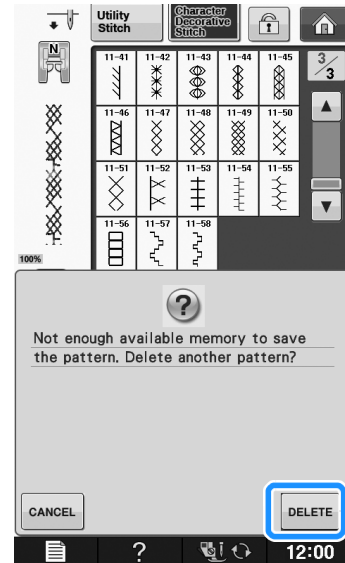 Utility Stitch
Character Decorative Stitch
N
3/3
11-41 11-42 11-43 11-44 11-45
11-46 11-47 11-48 11-49 11-50
11-51 11-52 11-53 11-54 11-55
11-56 11-57 11-58
100%
?
Not enough available memory to save
the pattern. Delete another pattern?
CANCEL
DELETE
? 12:00